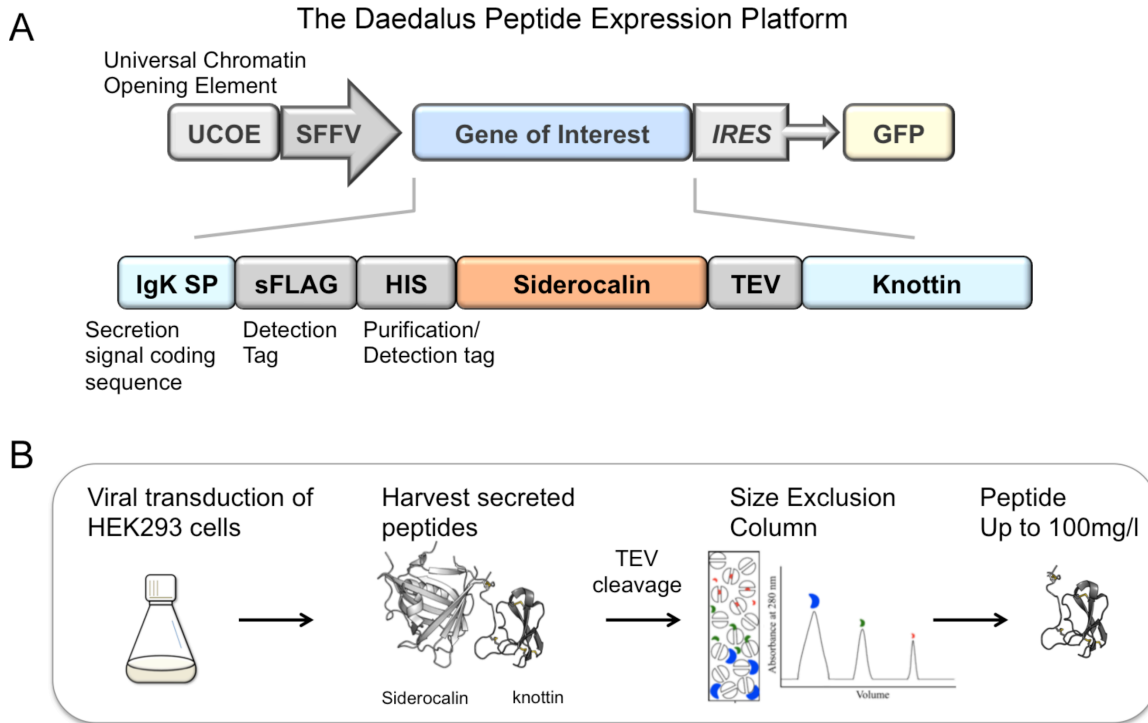 A
The Daedalus Peptide Expression Platform
Universal Chromatin
Opening Element
UCOE
SFFV
Gene of Interest
IRES
GFP
IgK SP
sFLAG
HIS
Siderocalin
TEV
Knottin
Secretion
signal coding
sequence
Detection
Tag
Purification/
Detection tag
B
Viral transduction of
HEK293 cells
Harvest secreted
peptides
Siderocalin
knottin
TEV
cleavage
Size Exclusion
Column
Absorbance at 280 nm
Volume
Peptide
Up to 100mg/l